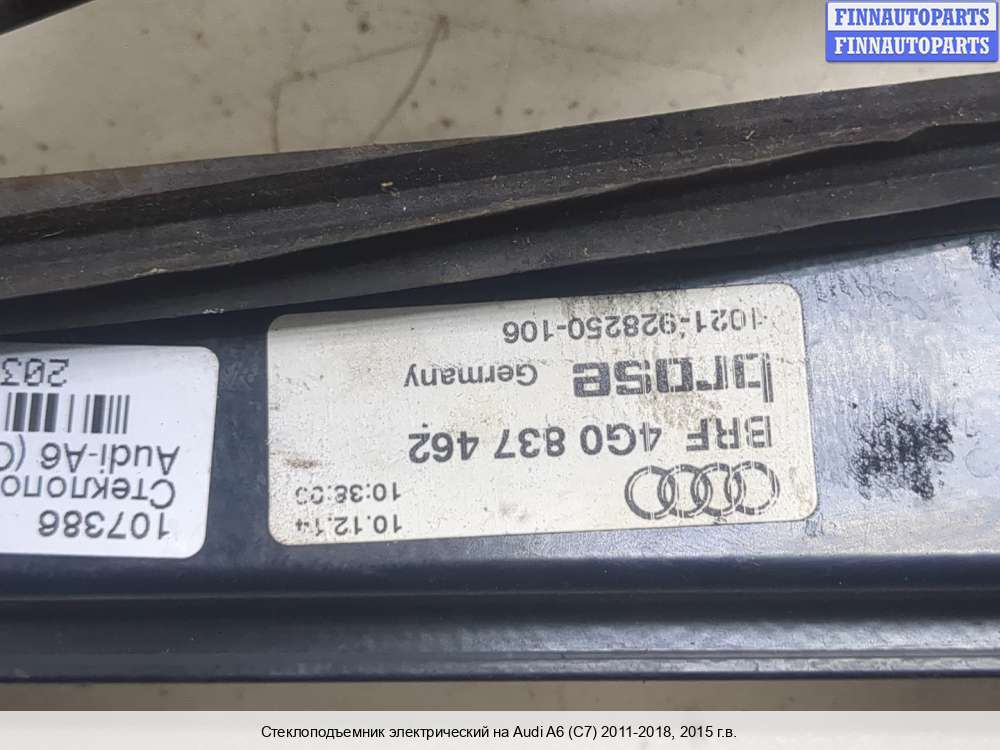 FINNAUTOPARTS
FINNAUTOPARTS
10.12.14
10:38:03
BRF 4G0 837 462
brose Germany
1021-928250-106
107386
Стеклопо
Audi-A6 (C
203
Стеклоподъемник электрический на Audi A6 (C7) 2011-2018, 2015 г.в.